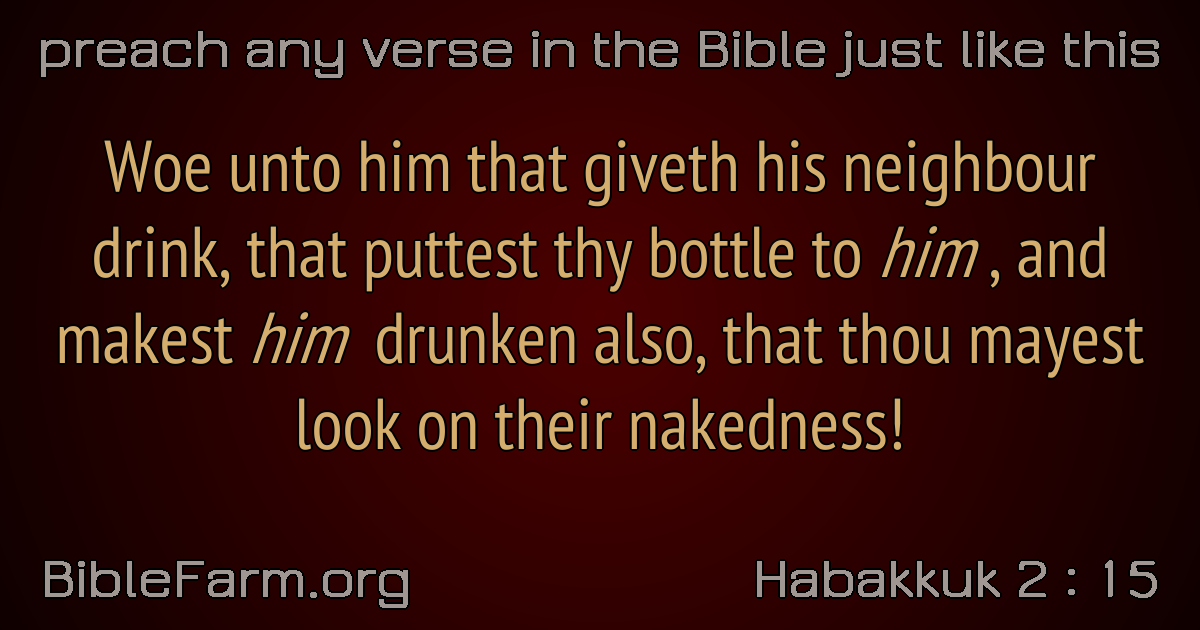 preach any verse in the Bible just like this
Woe unto him that giveth his neighbour
drink, that puttest thy bottle to him , and
makest him drunken also, that thou mayest
look on their nakedness!
BibleFarm.org
Habakkuk 2 : 15